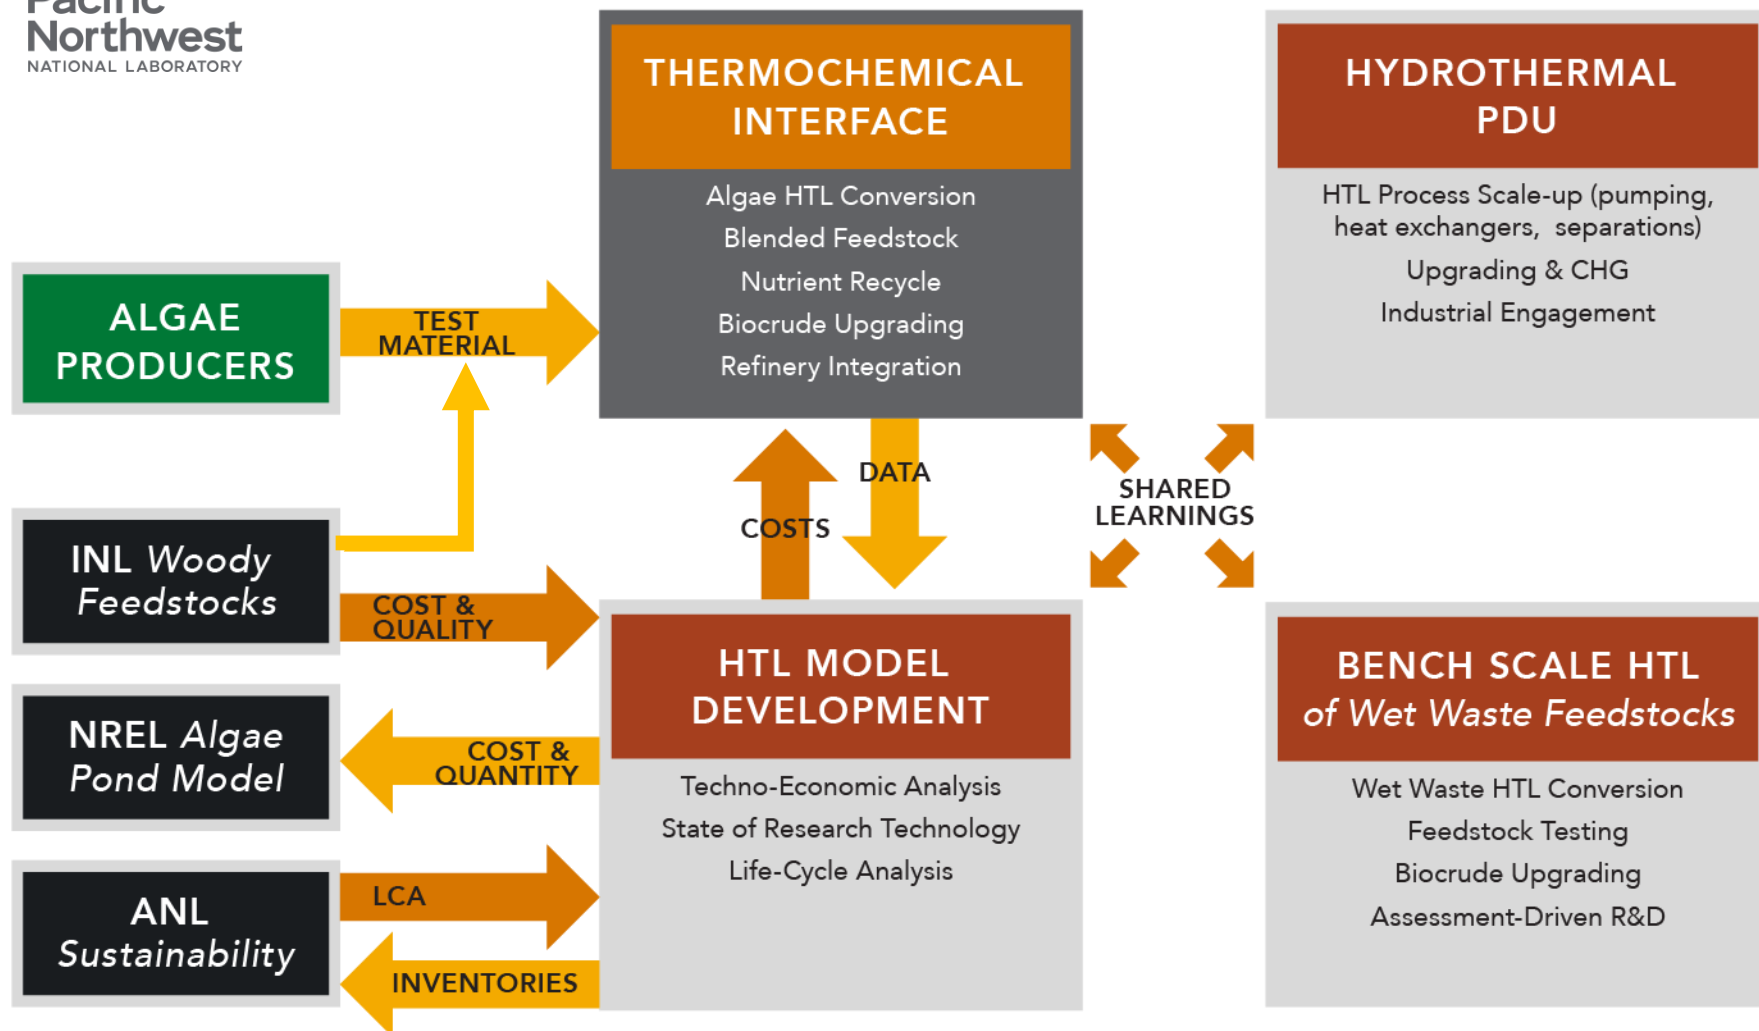 Pacific
Northwest
NATIONAL LABORATORY
THERMOCHEMICAL
INTERFACE
Algae HTL Conversion
Blended Feedstock
Nutrient Recycle
Biocrude Upgrading
Refinery Integration
HYDROTHERMAL
PDU
HTL Process Scale-up (pumping,
heat exchangers, separations)
Upgrading & CHG
Industrial Engagement
ALGAE
PRODUCERS
TEST
MATERIAL
DATA
COSTS
SHARED
LEARNINGS
INL Woody
Feedstocks
COST &
QUALITY
HTL MODEL
DEVELOPMENT
Techno-Economic Analysis
State of Research Technology
Life-Cycle Analysis
BENCH SCALE HTL
of Wet Waste Feedstocks
Wet Waste HTL Conversion
Feedstock Testing
Biocrude Upgrading
Assessment-Driven R&D
NREL Algae
Pond Model
COST &
QUANTITY
ANL
Sustainability
LCA
INVENTORIES